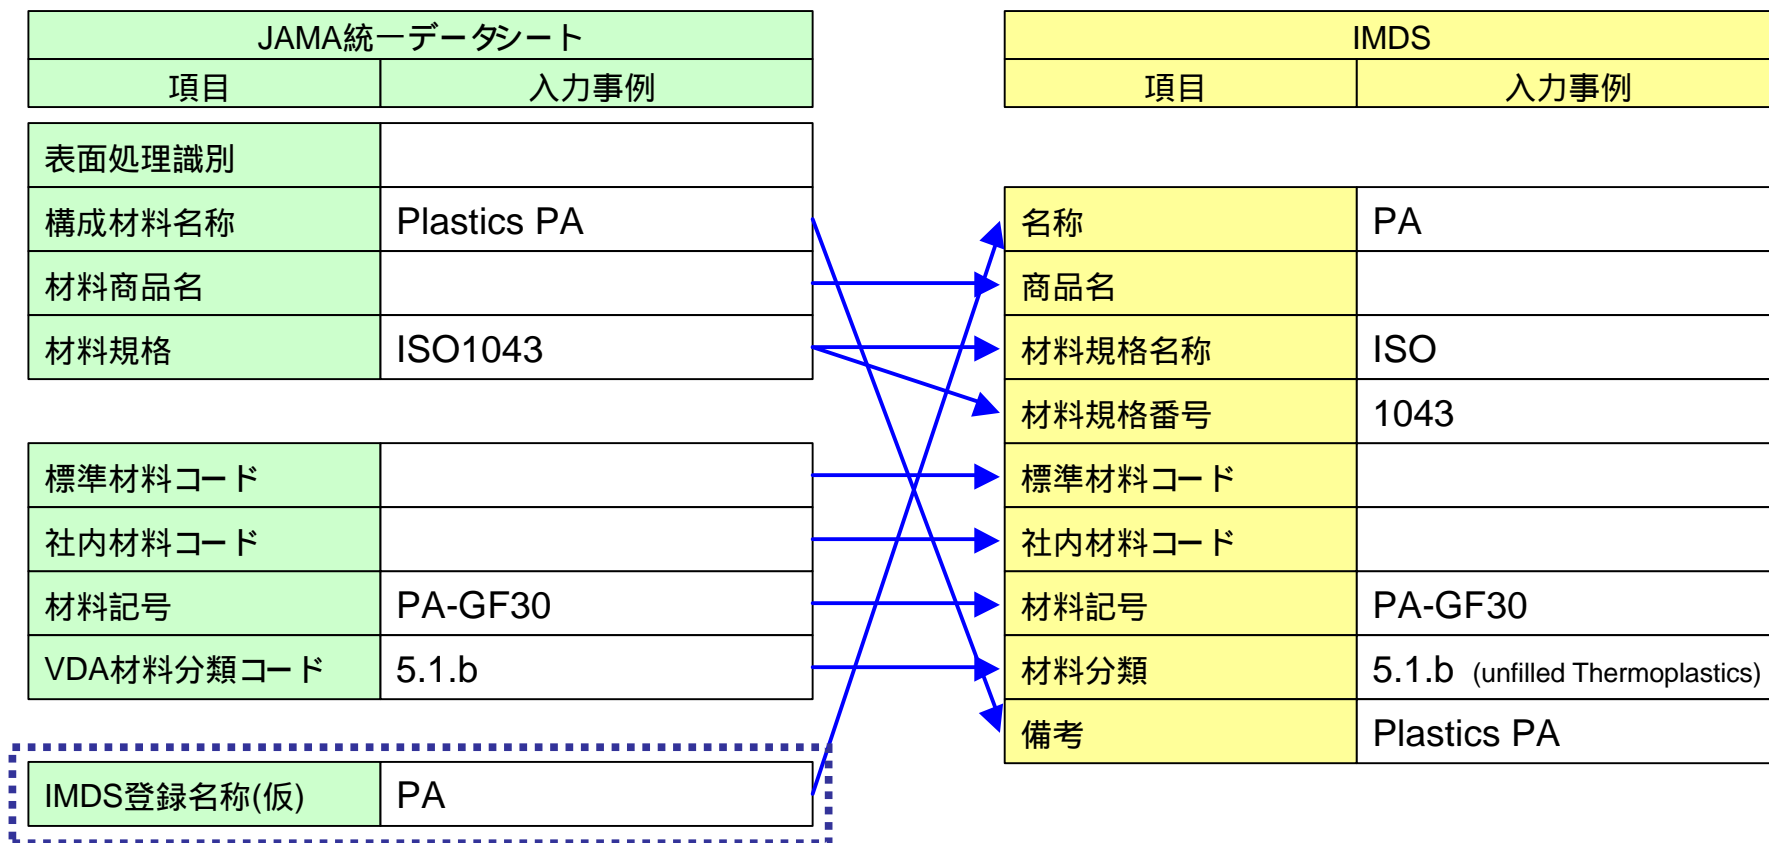 JAMA統一データシート
項目 入力事例
表面処理識別
構成材料名称 Plastics PA
材料商品名
材料規格 ISO1043
標準材料コード
社内材料コード
材料記号 PA-GF30
VDA材料分類コード 5.1.b
IMDS登録名称(仮) PA
IMDS
項目 入力事例
名称 PA
商品名
材料規格名称 ISO
材料規格番号 1043
標準材料コード
社内材料コード
材料記号 PA-GF30
材料分類 5.1.b (unfilled Thermoplastics)
備考 Plastics PA